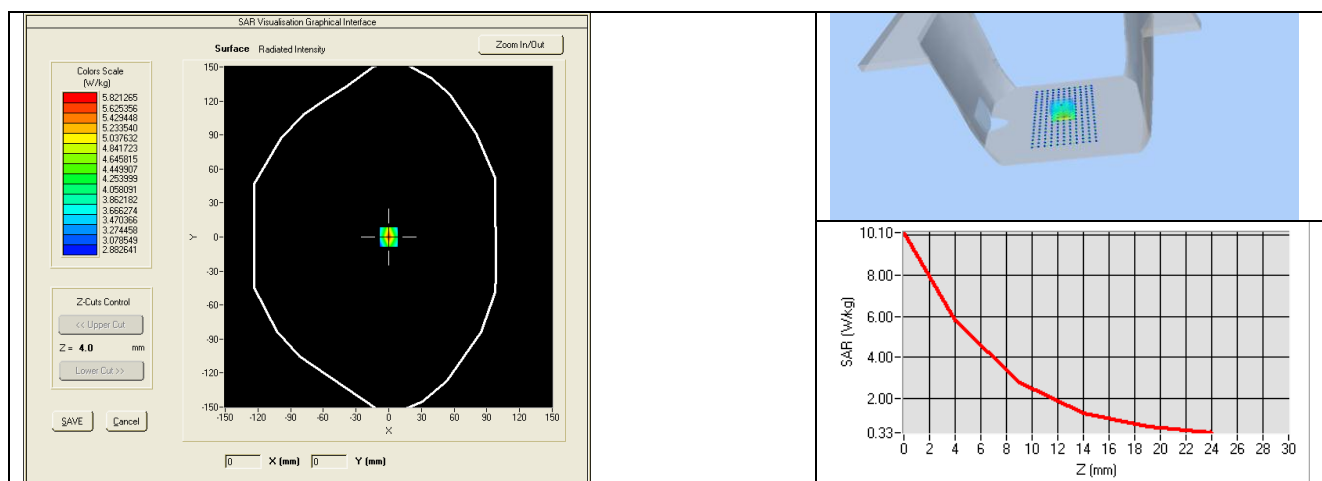 SAR Visualisation Graphical Interface
Surface Radiated Intensity
Zoom In/Out
Colors Scale
(W/kg)
5.821265
5.625356
5.429448
5.233540
5.037632
4.841723
4.645815
4.449907
4.253999
4.058091
3.862182
3.666274
3.470366
3.274458
3.078549
2.882641
Z-Cuts Control
<< Upper Cut
Z = 4.0 mm
Lower Cut >>
SAVE Cancel
150
120
90
60
30
0
-30
-60
-90
-120
-150
Y
-150 -120 -90 -60 -30 0 30 60 90 120 150
X
0 X (mm) 0 Y (mm)
10.10
8.00
6.00
4.00
2.00
0.33
SAR (W/kg)
0 2 4 6 8 10 12 14 16 18 20 22 24 26 28 30
Z (mm)